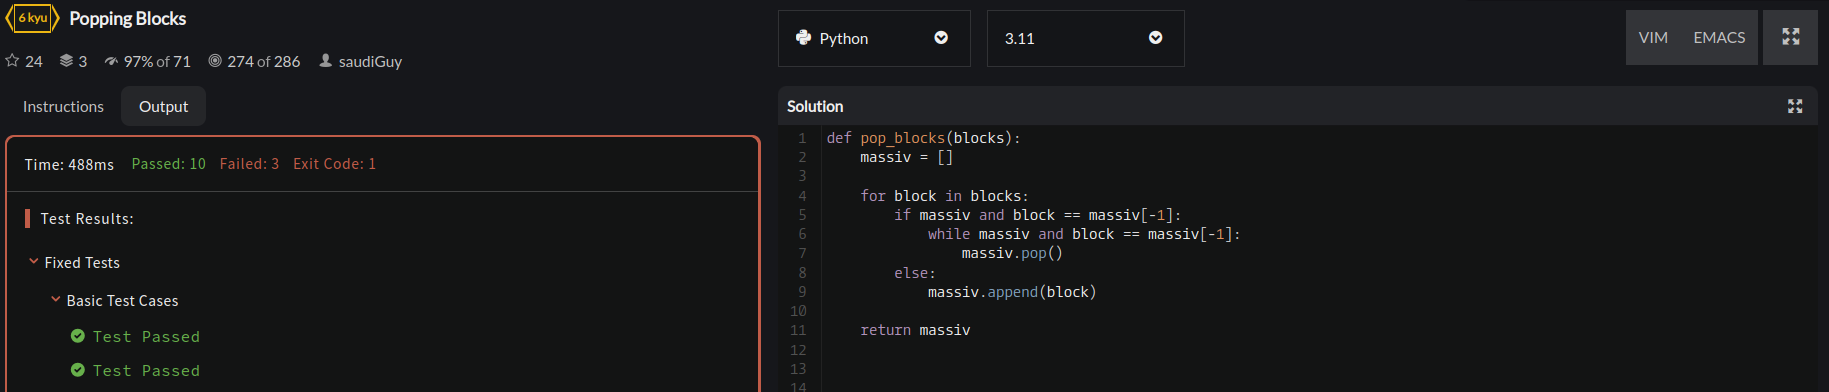 6 kyu Popping Blocks
24 3 97% of 71 274 of 286 saudiGuy
Instructions Output
Time: 488ms Passed: 10 Failed: 3 Exit Code: 1
Test Results:
Fixed Tests
Basic Test Cases
Test Passed
Test Passed
Python 3.11 VIM EMACS
Solution
1 def pop_blocks(blocks):
2     massiv = []
3
4     for block in blocks:
5         if massiv and block == massiv[-1]:
6             while massiv and block == massiv[-1]:
7                 massiv.pop()
8         else:
9             massiv.append(block)
10
11     return massiv
12
13
14